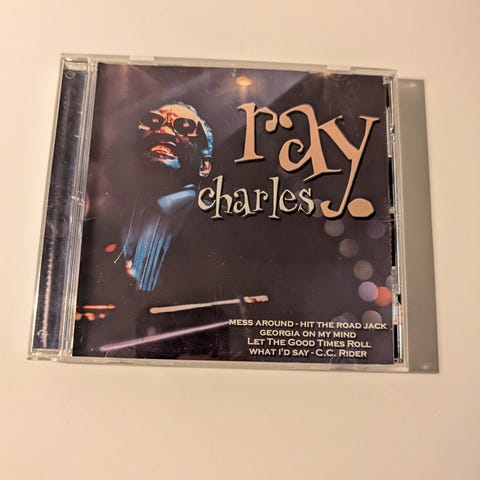 ray
charles
MESS AROUND - HIT THE ROAD JACK
GEORGIA ON MY MIND
LET THE GOOD TIMES ROLL
WHAT I'D SAY - C.C. RIDER